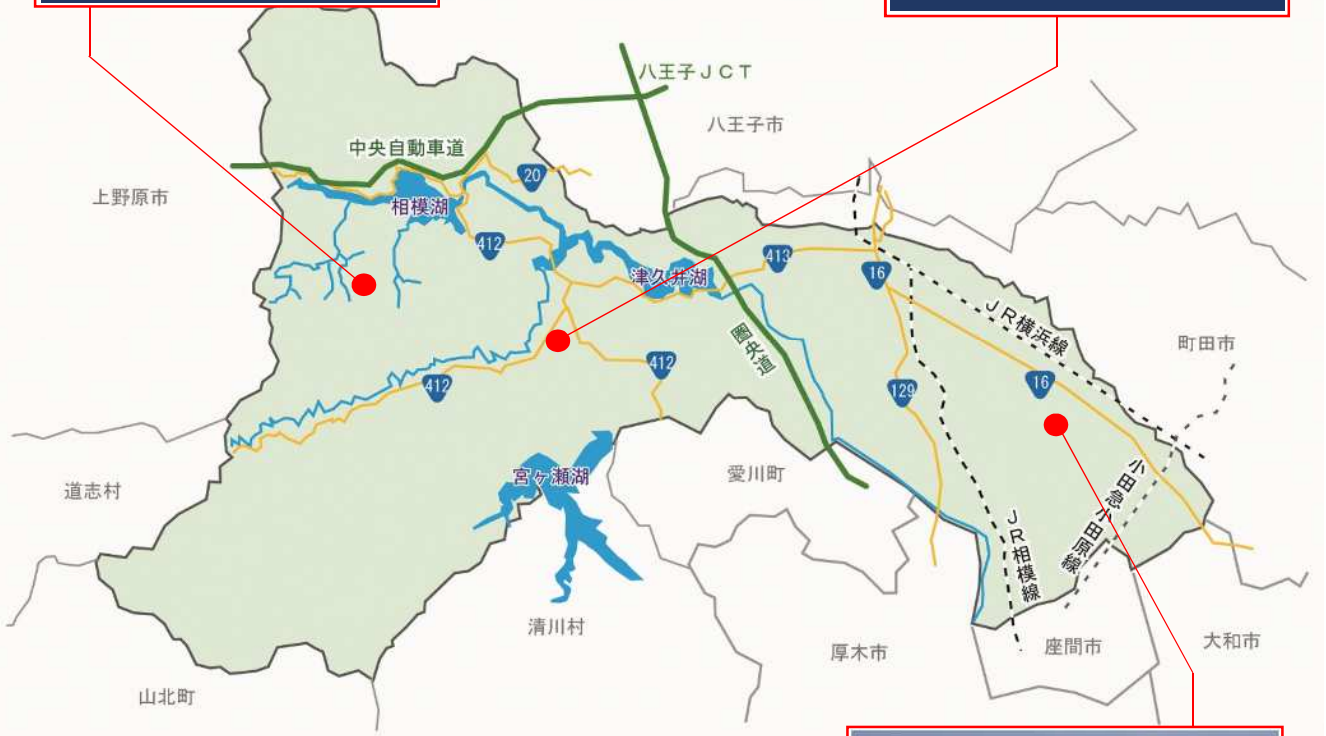 八王子ＪＣＴ
八王子市
中央自動車道
20
上野原市
相模湖
412
413
16
津久井湖
ＪＲ横浜線
圏央道
町田市
412
412
129
16
宮ヶ瀬湖
愛川町
道志村
小田急小田原線
ＪＲ相模線
清川村
厚木市
座間市
大和市
山北町